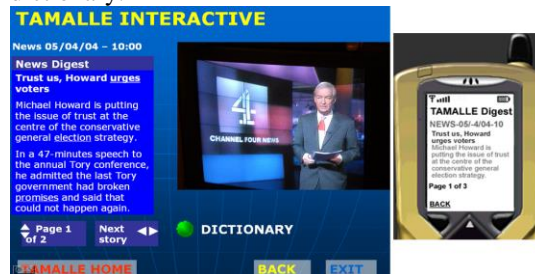 TAMALLE INTERACTIVE
News 05/04/04 – 10:00
News Digest
Trust us, Howard urges
voters
Michael Howard is putting
the issue of trust at the
centre of the conservative
general election strategy.
In a 47-minutes speech to
the annual Tory conference,
he admitted the last Tory
government had broken
promises and said that
could not happen again.
Page 1
of 2
Next
story
4
CHANNEL FOUR NEWS
DICTIONARY
TAMALLE HOME
BACK
EXIT
TAMALLE Digest
NEWS-05/-4/04-10
Trust us, Howard
urges voters
Michael Howard is
putting the issue of trust
at the centre of the
conservative general
election strategy.
Page 1 of 3
BACK